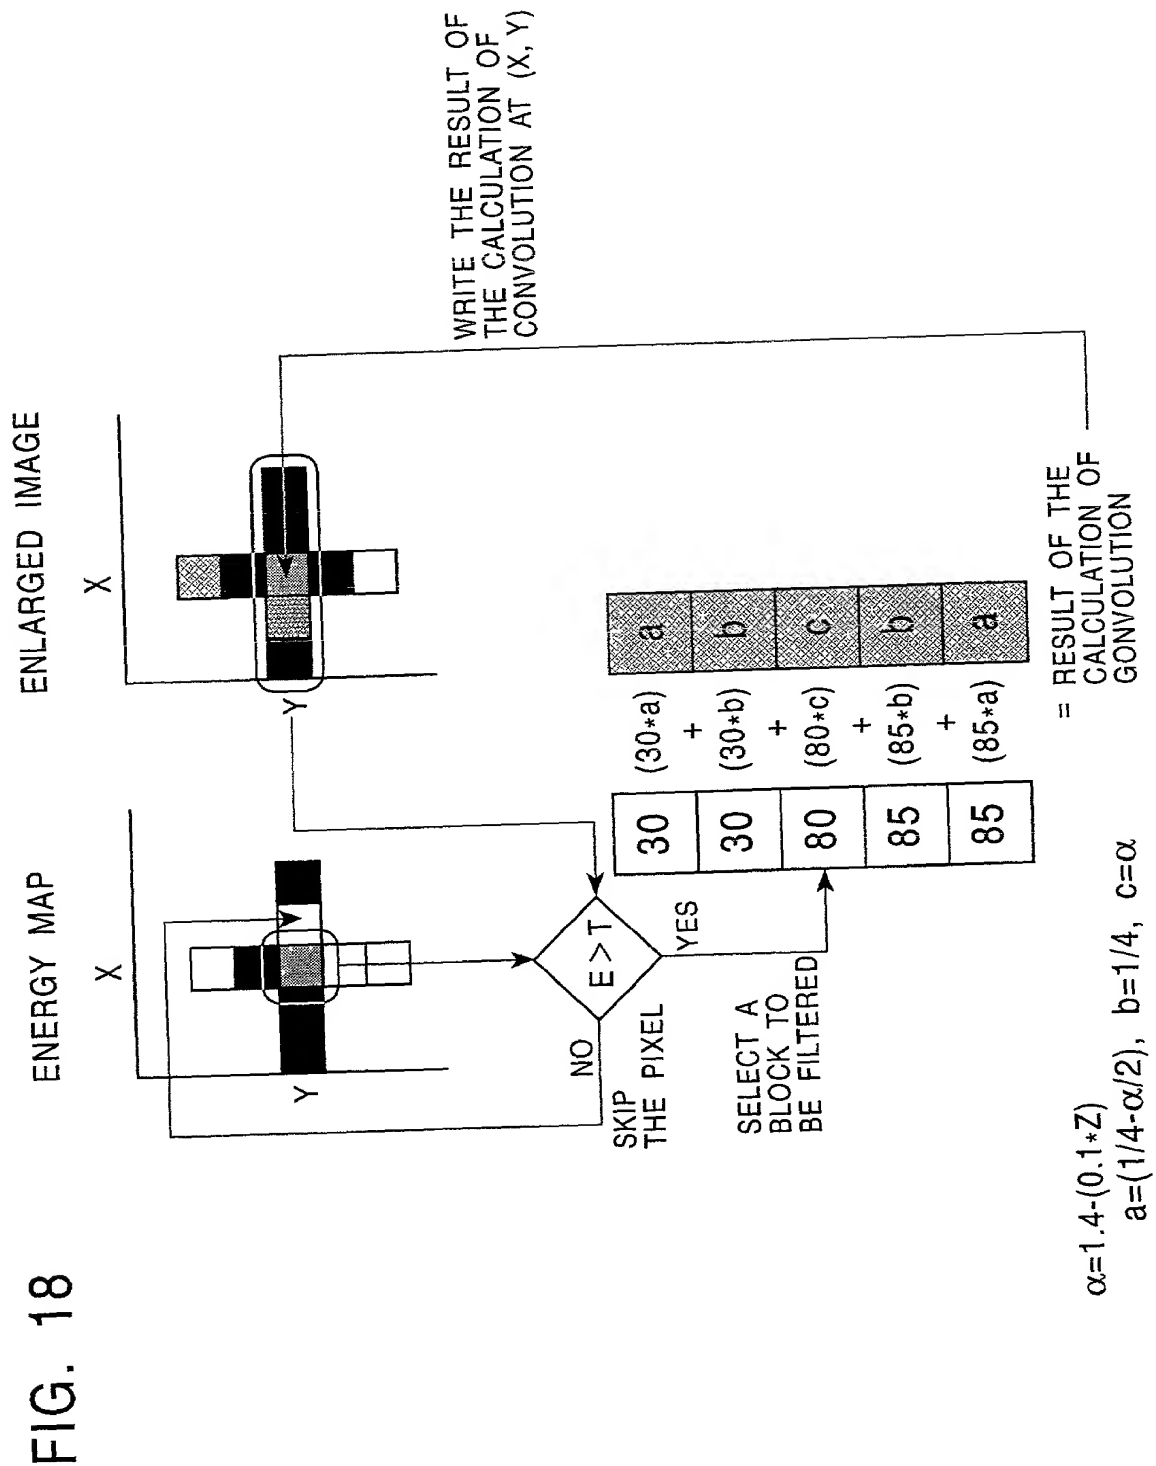 FIG. 18
ENERGY MAP
X
Y
ENLARGED IMAGE
X
Y
WRITE THE RESULT OF
THE CALCULATION OF
CONVOLUTION AT (X, Y)
NO
SKIP
THE PIXEL
E > T
YES
SELECT A
BLOCK TO
BE FILTERED
30
30
80
85
85
(30*a)
+
(30*b)
+
(80*c)
+
(85*b)
+
(85*a)
a
b
c
b
a
= RESULT OF THE
CALCULATION OF
GONVOLUTION
α=1.4-(0.1*Z)
a=(1/4-α/2), b=1/4, c=α